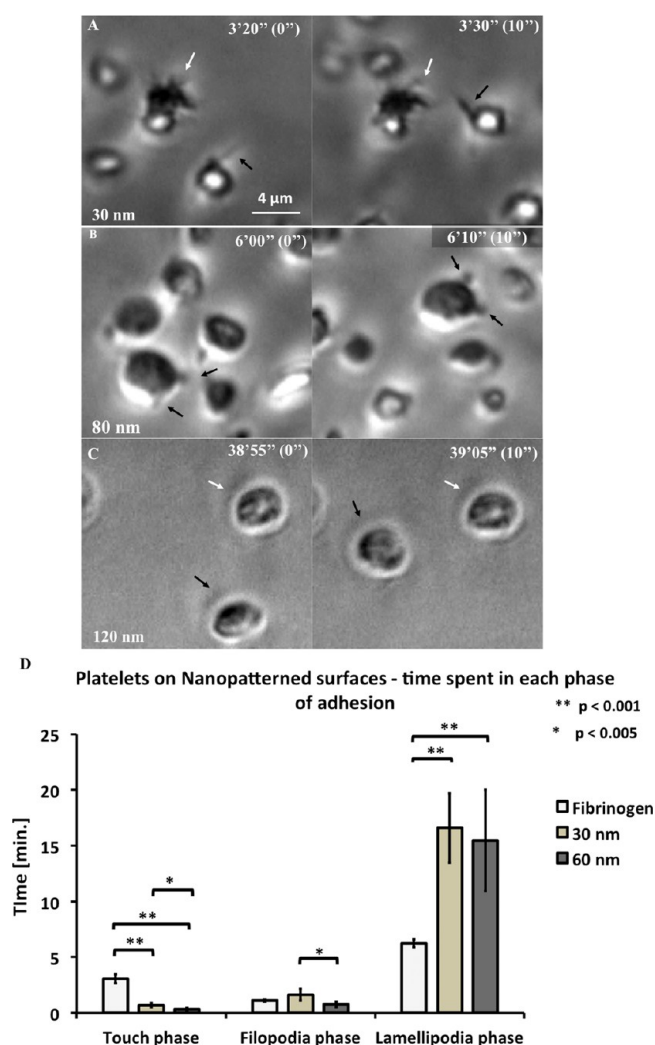 A
3'20'' (0'')
3'30'' (10'')
4 μm
30 nm
B
6'00'' (0'')
6'10'' (10'')
80 nm
C
38'55'' (0'')
39'05'' (10'')
120 nm
D
Platelets on Nanopatterned surfaces - time spent in each phase
of adhesion
** p < 0.001
* p < 0.005
25
20
15
10
5
0
TIme [min.]
**
**
*
*
**
**
Fibrinogen
30 nm
60 nm
Touch phase
Filopodia phase
Lamellipodia phase